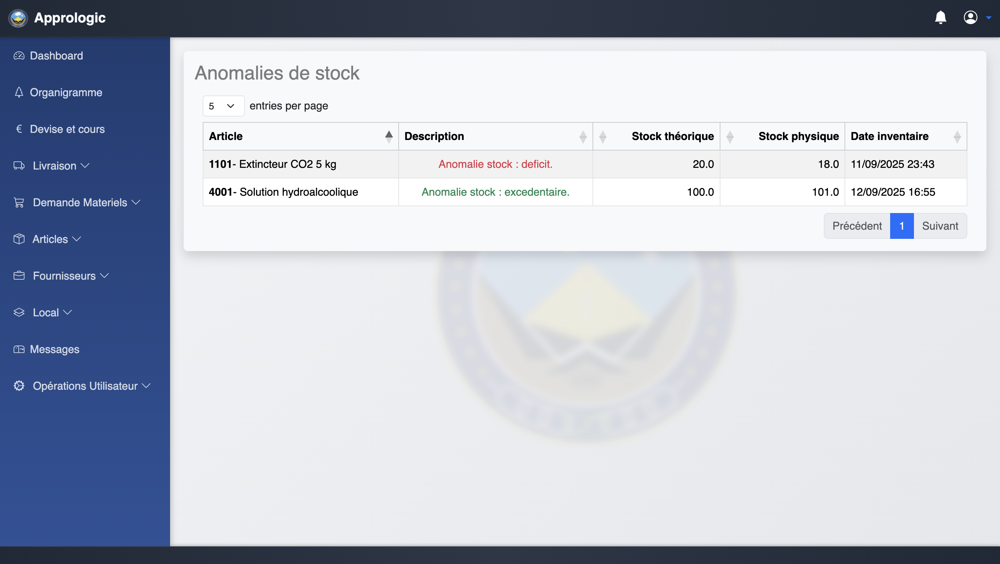 Apprologic
Dashboard
Organigramme
€ Devise et cours
Livraison
Demande Materiels
Articles
Fournisseurs
Local
Messages
Opérations Utilisateur
Anomalies de stock
5 entries per page
Article Description Stock théorique Stock physique Date inventaire
1101- Extincteur CO2 5 kg Anomalie stock : deficit. 20.0 18.0 11/09/2025 23:43
4001- Solution hydroalcoolique Anomalie stock : excedentaire. 100.0 101.0 12/09/2025 16:55
Précédent 1 Suivant